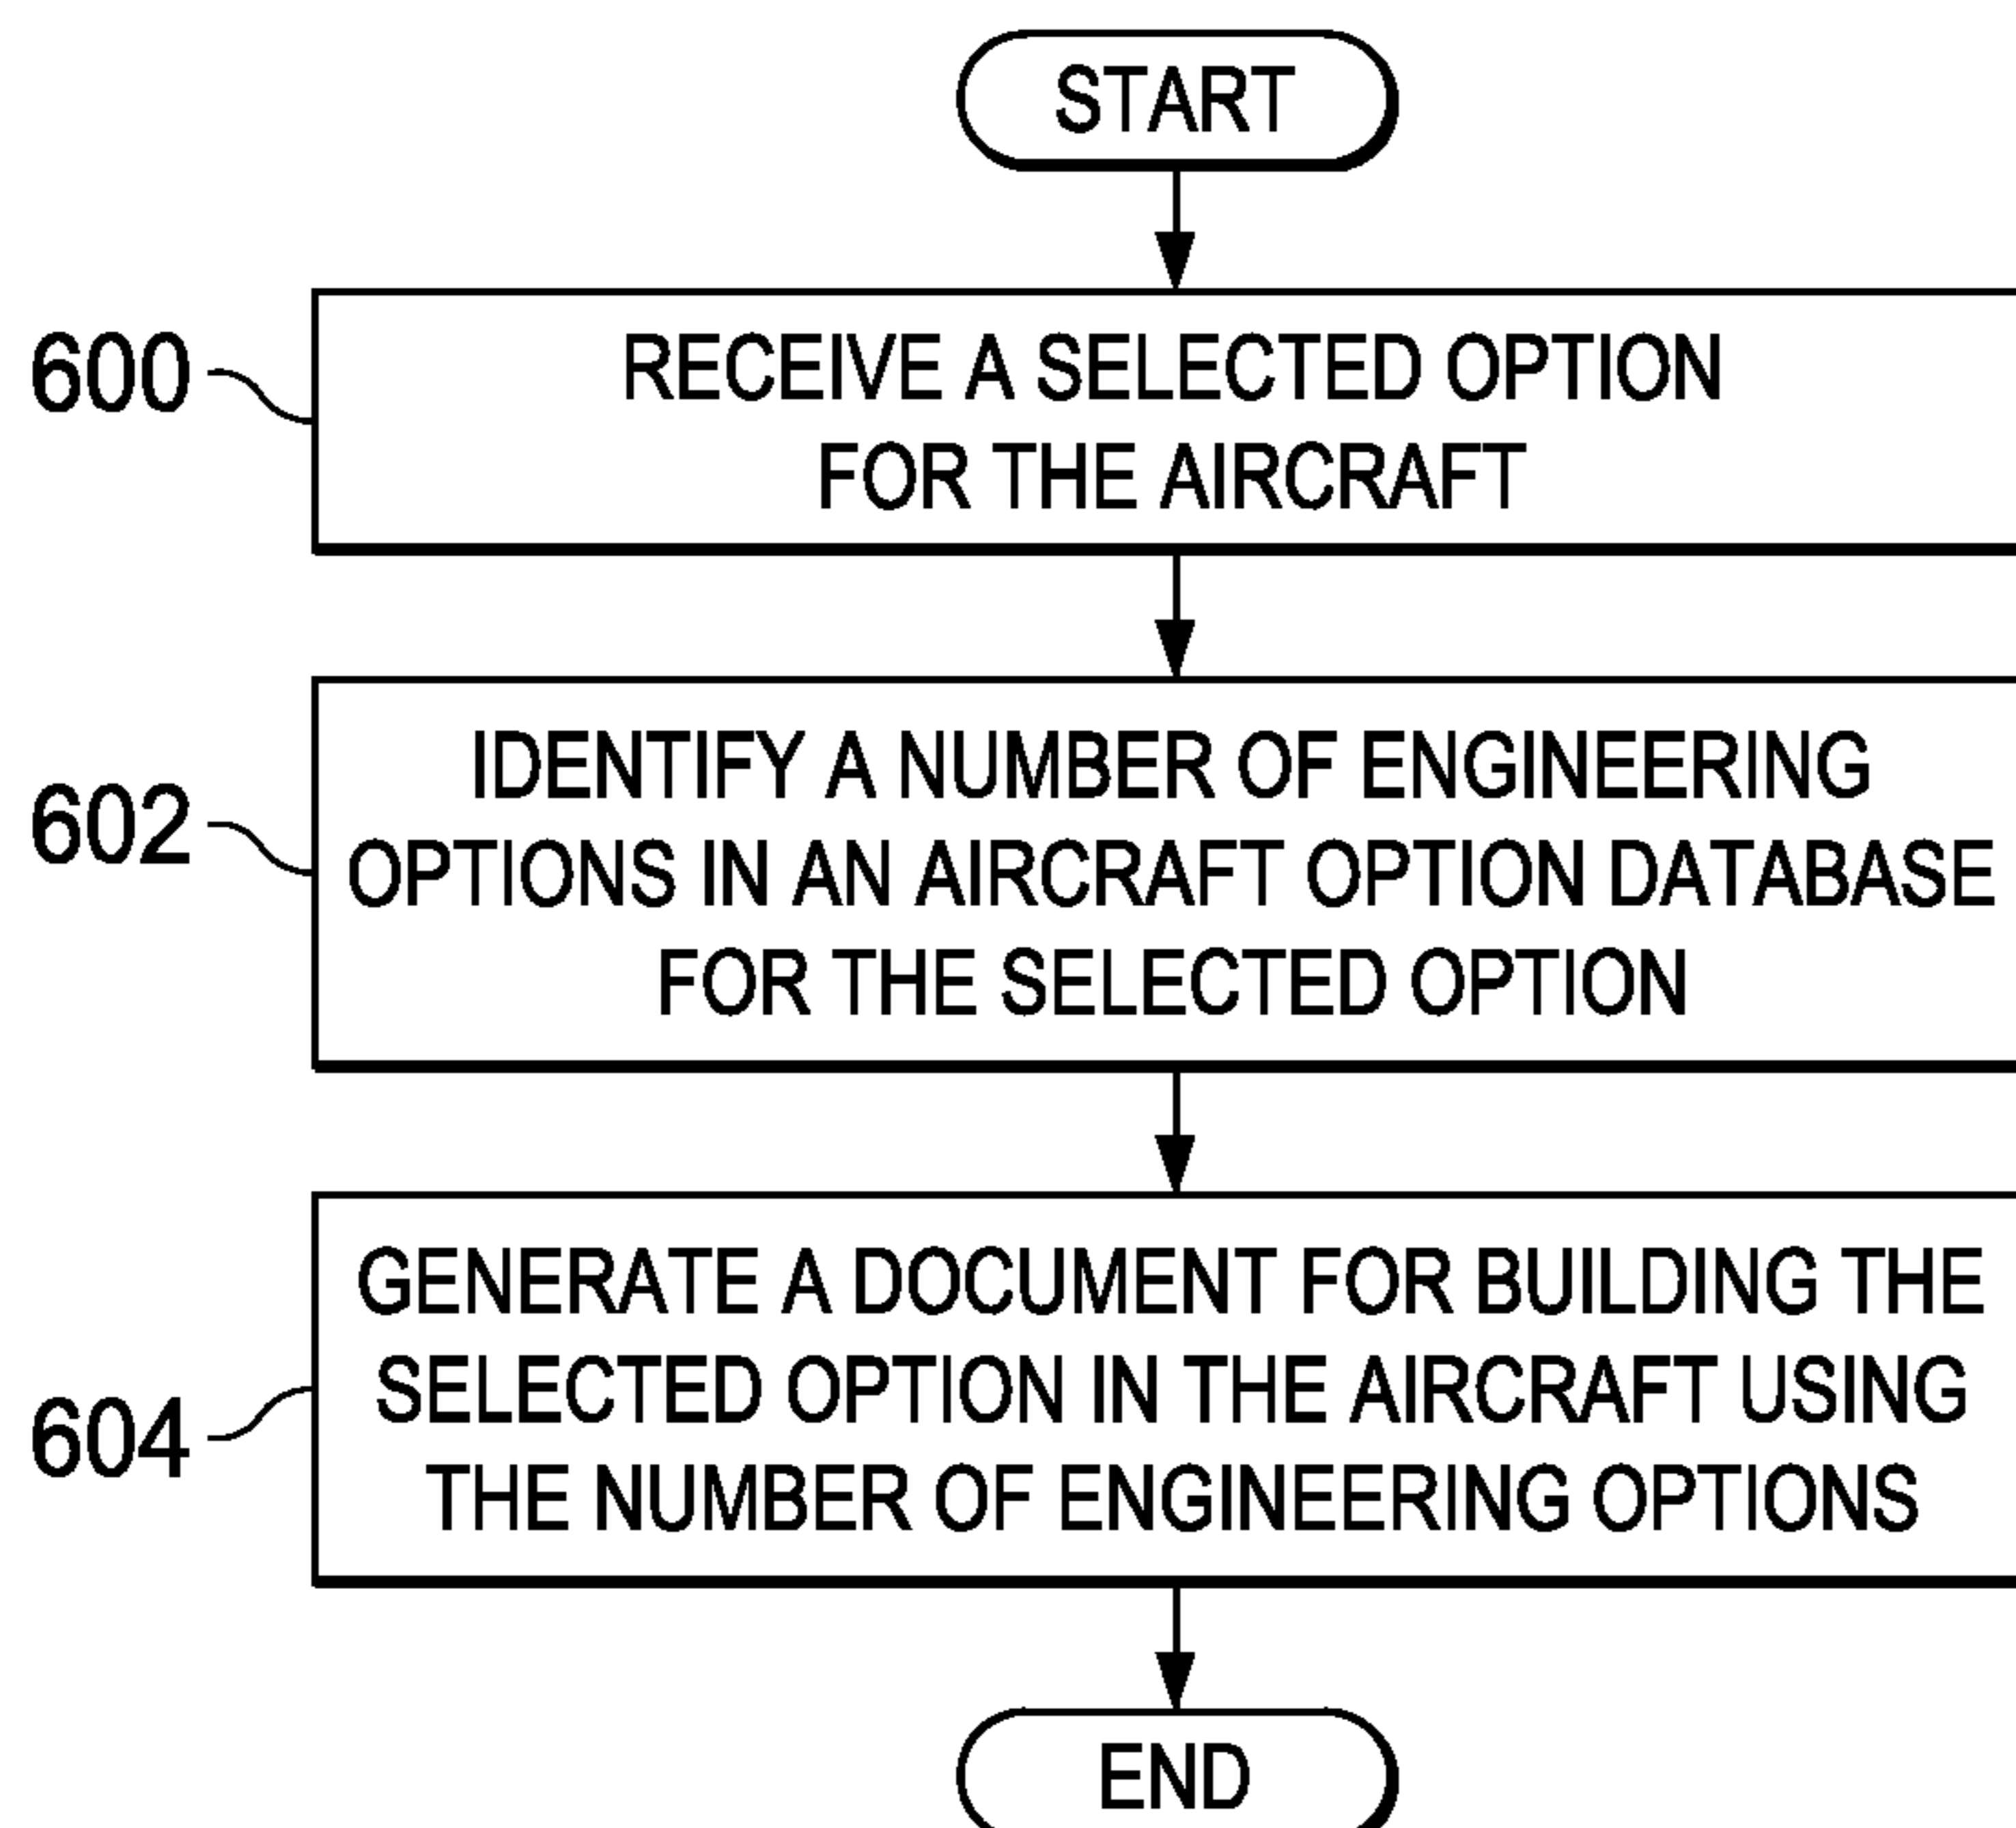 START
600
RECEIVE A SELECTED OPTION
FOR THE AIRCRAFT
602
IDENTIFY A NUMBER OF ENGINEERING
OPTIONS IN AN AIRCRAFT OPTION DATABASE
FOR THE SELECTED OPTION
604
GENERATE A DOCUMENT FOR BUILDING THE
SELECTED OPTION IN THE AIRCRAFT USING
THE NUMBER OF ENGINEERING OPTIONS
END